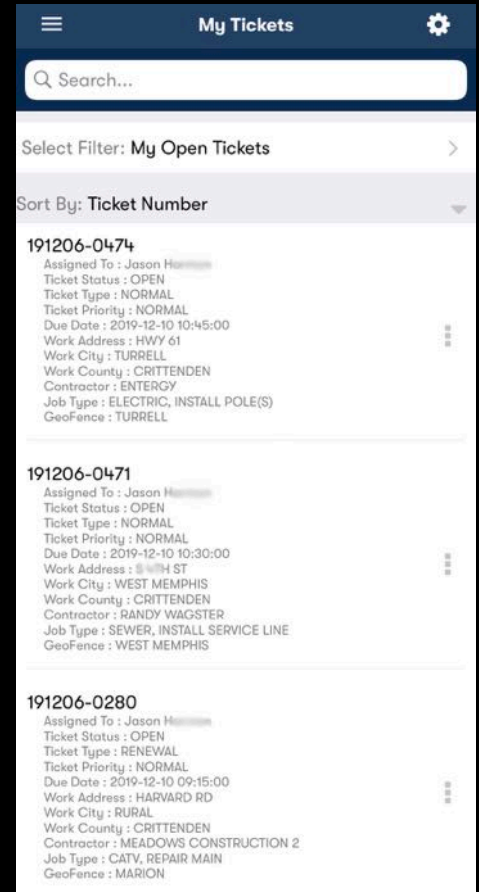 My Tickets
Search...
Select Filter: My Open Tickets
Sort By: Ticket Number
191206-0474
Assigned To : Jason
Ticket Status : OPEN
Ticket Type : NORMAL
Ticket Priority : NORMAL
Due Date : 2019-12-10 10:45:00
Work Address : HWY 61
Work City : TURRELL
Work County : CRITTENDEN
Contractor : ENTERGY
Job Type : ELECTRIC, INSTALL POLE(S)
GeoFence : TURRELL
191206-0471
Assigned To : Jason
Ticket Status : OPEN
Ticket Type : NORMAL
Ticket Priority : NORMAL
Due Date : 2019-12-10 10:30:00
Work Address : ST
Work City : WEST MEMPHIS
Work County : CRITTENDEN
Contractor : RANDY WAGSTER
Job Type : SEWER, INSTALL SERVICE LINE
GeoFence : WEST MEMPHIS
191206-0280
Assigned To : Jason
Ticket Status : OPEN
Ticket Type : RENEWAL
Ticket Priority : NORMAL
Due Date : 2019-12-10 09:15:00
Work Address : HARVARD RD
Work City : RURAL
Work County : CRITTENDEN
Contractor : MEADOWS CONSTRUCTION 2
Job Type : CATV, REPAIR MAIN
GeoFence : MARION